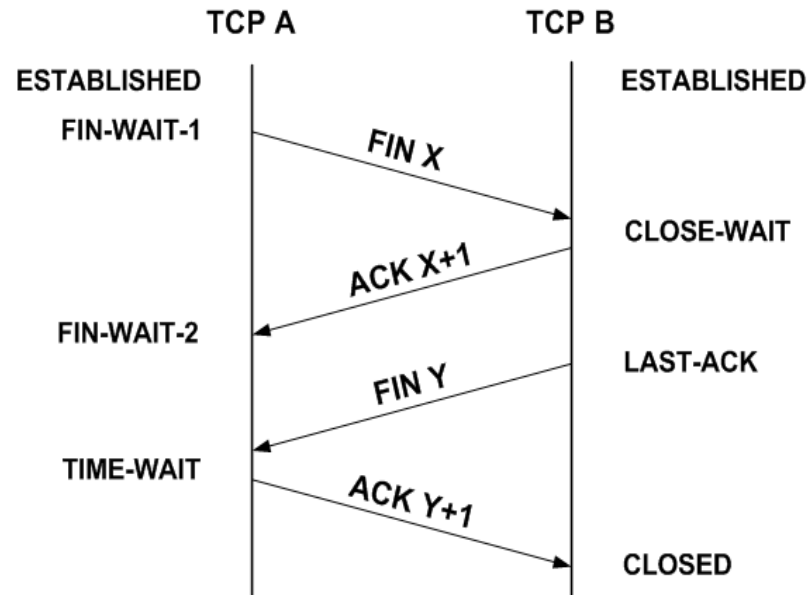 TCP A TCP B
ESTABLISHED ESTABLISHED
FIN-WAIT-1
FIN X
CLOSE-WAIT
ACK X+1
FIN-WAIT-2
LAST-ACK
FIN Y
TIME-WAIT
ACK Y+1
CLOSED